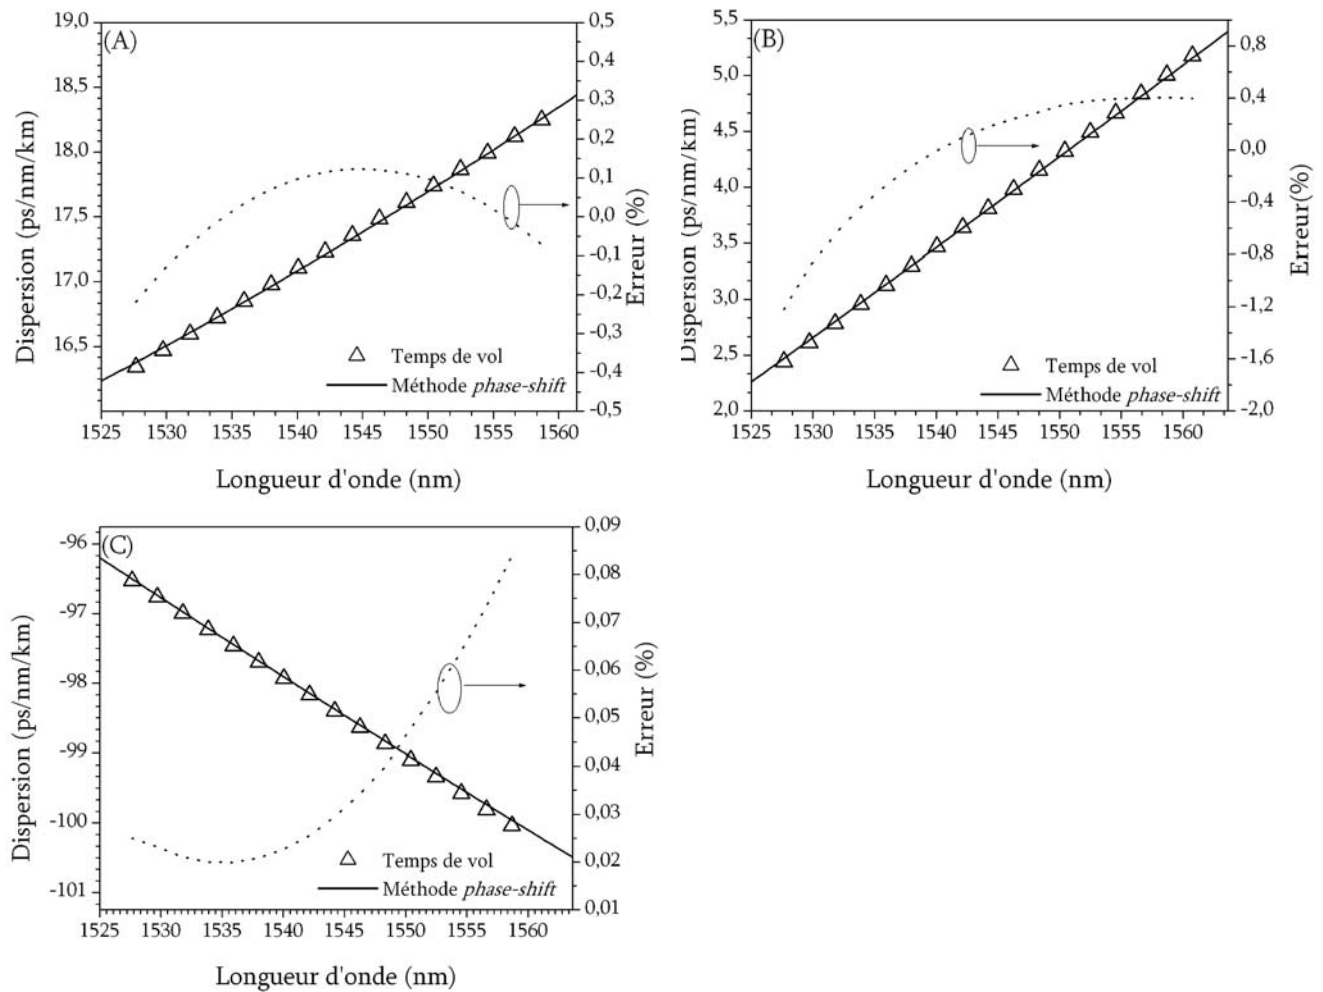 (A)
19,0
18,5
18,0
17,5
17,0
16,5
Dispersion (ps/nm/km)
0,5
0,4
0,3
0,2
0,1
0,0
-0,1
-0,2
-0,3
-0,4
-0,5
Erreur (%)
Temps de vol
Méthode phase-shift
1525 1530 1535 1540 1545 1550 1555 1560
Longueur d'onde (nm)
(B)
5,5
5,0
4,5
4,0
3,5
3,0
2,5
2,0
Dispersion (ps/nm/km)
0,8
0,4
0,0
-0,4
-0,8
-1,2
-1,6
-2,0
Erreur(%)
Temps de vol
Méthode phase-shift
1525 1530 1535 1540 1545 1550 1555 1560
Longueur d'onde (nm)
(C)
-96
-97
-98
-99
-100
-101
Dispersion (ps/nm/km)
0,09
0,08
0,07
0,06
0,05
0,04
0,03
0,02
0,01
Erreur (%)
Temps de vol
Méthode phase-shift
1525 1530 1535 1540 1545 1550 1555 1560
Longueur d'onde (nm)